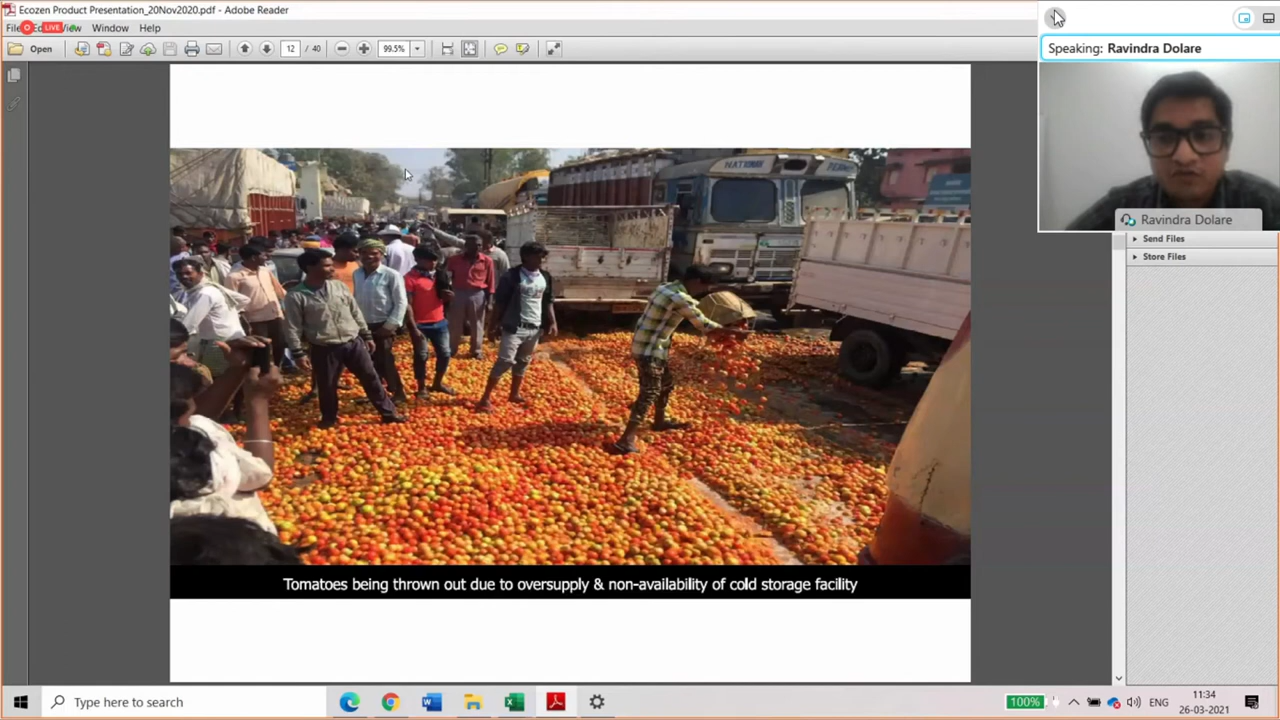 Ecozen Product Presentation_20Nov2020.pdf - Adobe Reader
LIVE
View Window Help
Open
12 / 40
99.5%
Speaking: Ravindra Dolare
Ravindra Dolare
Send Files
Store Files
NATIONAL PERMIT
Tomatoes being thrown out due to oversupply & non-availability of cold storage facility
Type here to search
100%
ENG
11:34
26-03-2021